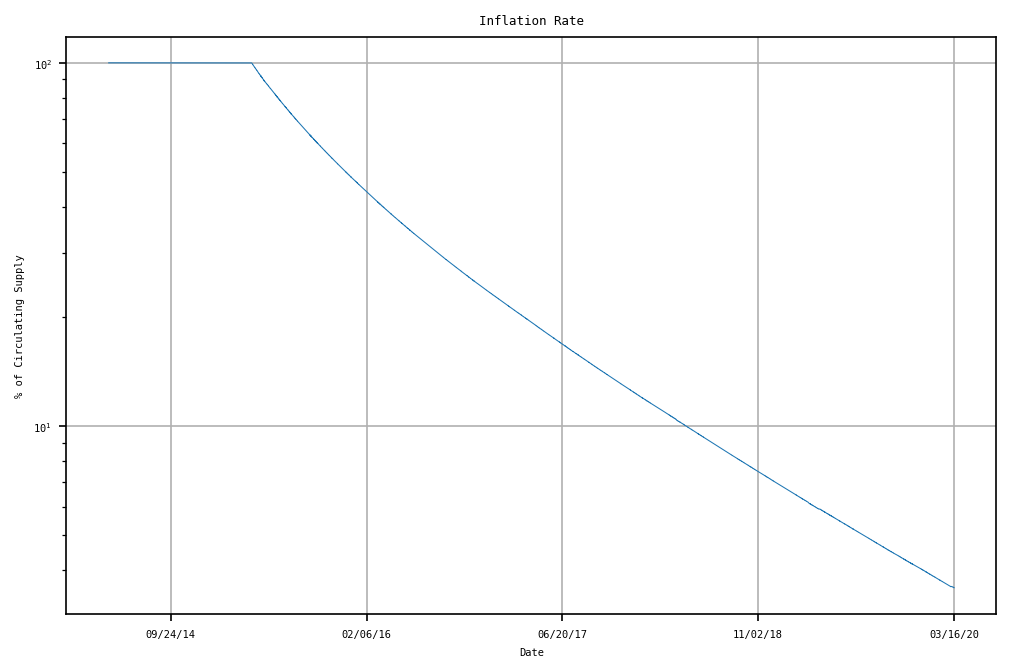 Inflation Rate
10²
% of Circulating Supply
10¹
09/24/14 02/06/16 06/20/17 11/02/18 03/16/20
Date